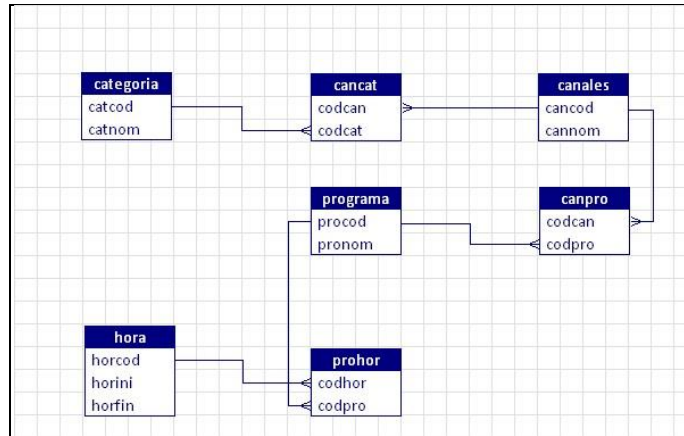 categoria
catcod
catnom
cancat
codcan
codcat
canales
cancod
cannom
programa
procod
pronom
canpro
codcan
codpro
hora
horcod
horini
horfin
prohor
codhor
codpro